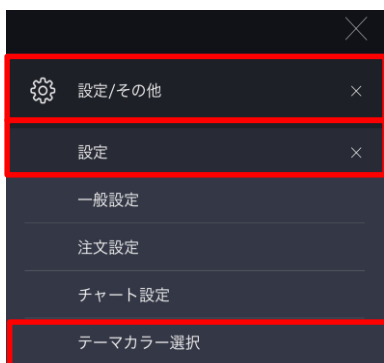 設定/その他
設定
一般設定
注文設定
チャート設定
テーマカラー選択